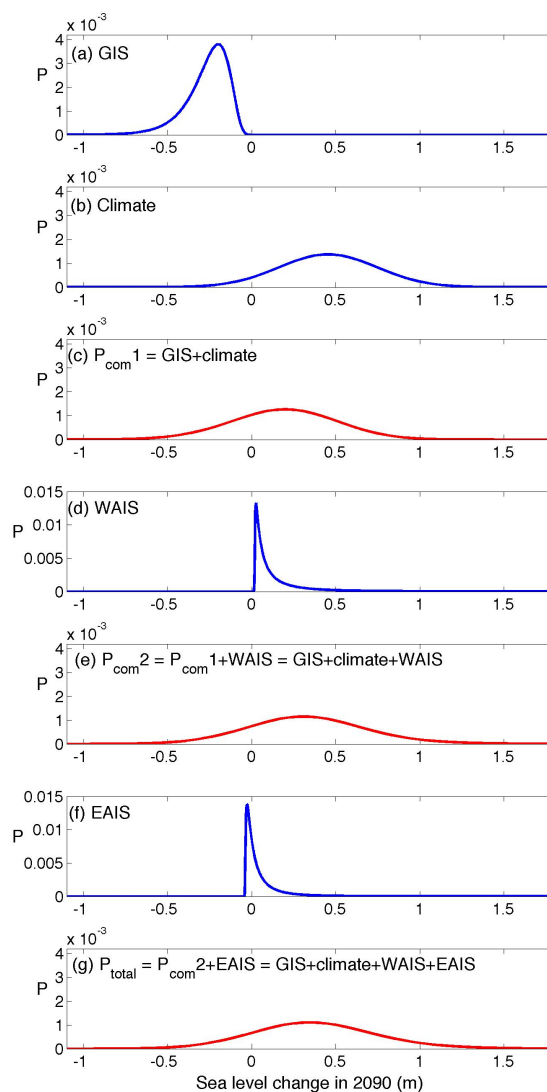 x 10⁻³
4
3
2
1
0
P
(a) GIS
-1 -0.5 0 0.5 1 1.5
x 10⁻³
4
3
2
1
0
P
(b) Climate
-1 -0.5 0 0.5 1 1.5
x 10⁻³
4
3
2
1
0
P
(c) P_com1 = GIS+climate
-1 -0.5 0 0.5 1 1.5
0.015
0.01
0.005
0
P
(d) WAIS
-1 -0.5 0 0.5 1 1.5
x 10⁻³
4
3
2
1
0
P
(e) P_com2 = P_com1+WAIS = GIS+climate+WAIS
-1 -0.5 0 0.5 1 1.5
0.015
0.01
0.005
0
P
(f) EAIS
-1 -0.5 0 0.5 1 1.5
x 10⁻³
4
3
2
1
0
P
(g) P_total = P_com2+EAIS = GIS+climate+WAIS+EAIS
-1 -0.5 0 0.5 1 1.5
Sea level change in 2090 (m)